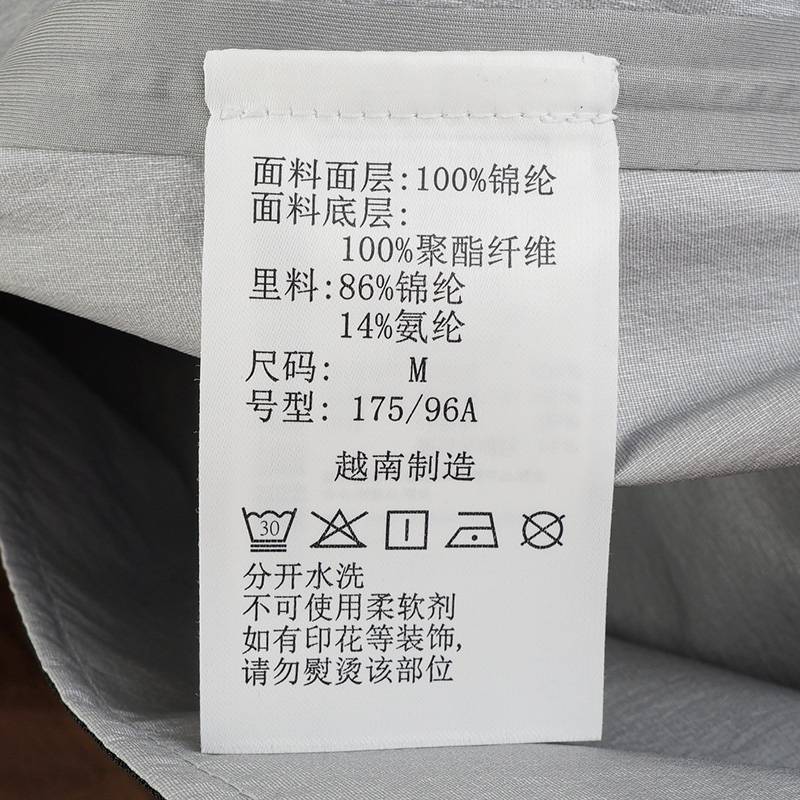 面料面层:100%锦纶
面料底层:
100%聚酯纤维
里料:86%锦纶
14%氨纶
尺码: M
号型: 175/96A
越南制造
30
分开水洗
不可使用柔软剂
如有印花等装饰,
请勿熨烫该部位